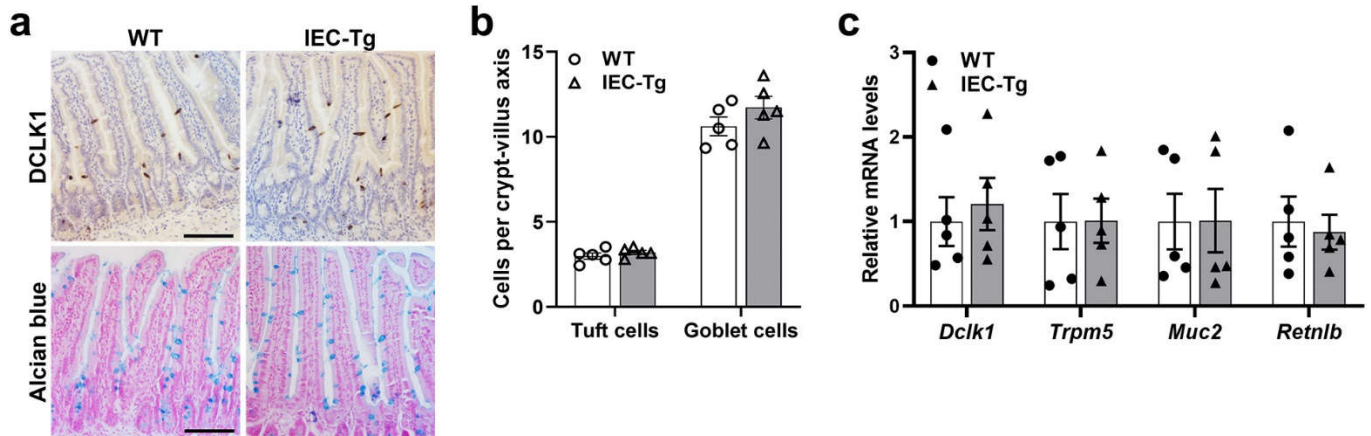 a
WT
IEC-Tg
DCLK1
Alcian blue
b
WT
IEC-Tg
Cells per crypt-villus axis
15
10
5
0
Tuft cells
Goblet cells
c
WT
IEC-Tg
Relative mRNA levels
3
2
1
0
Dclk1
Trpm5
Muc2
Retnlb